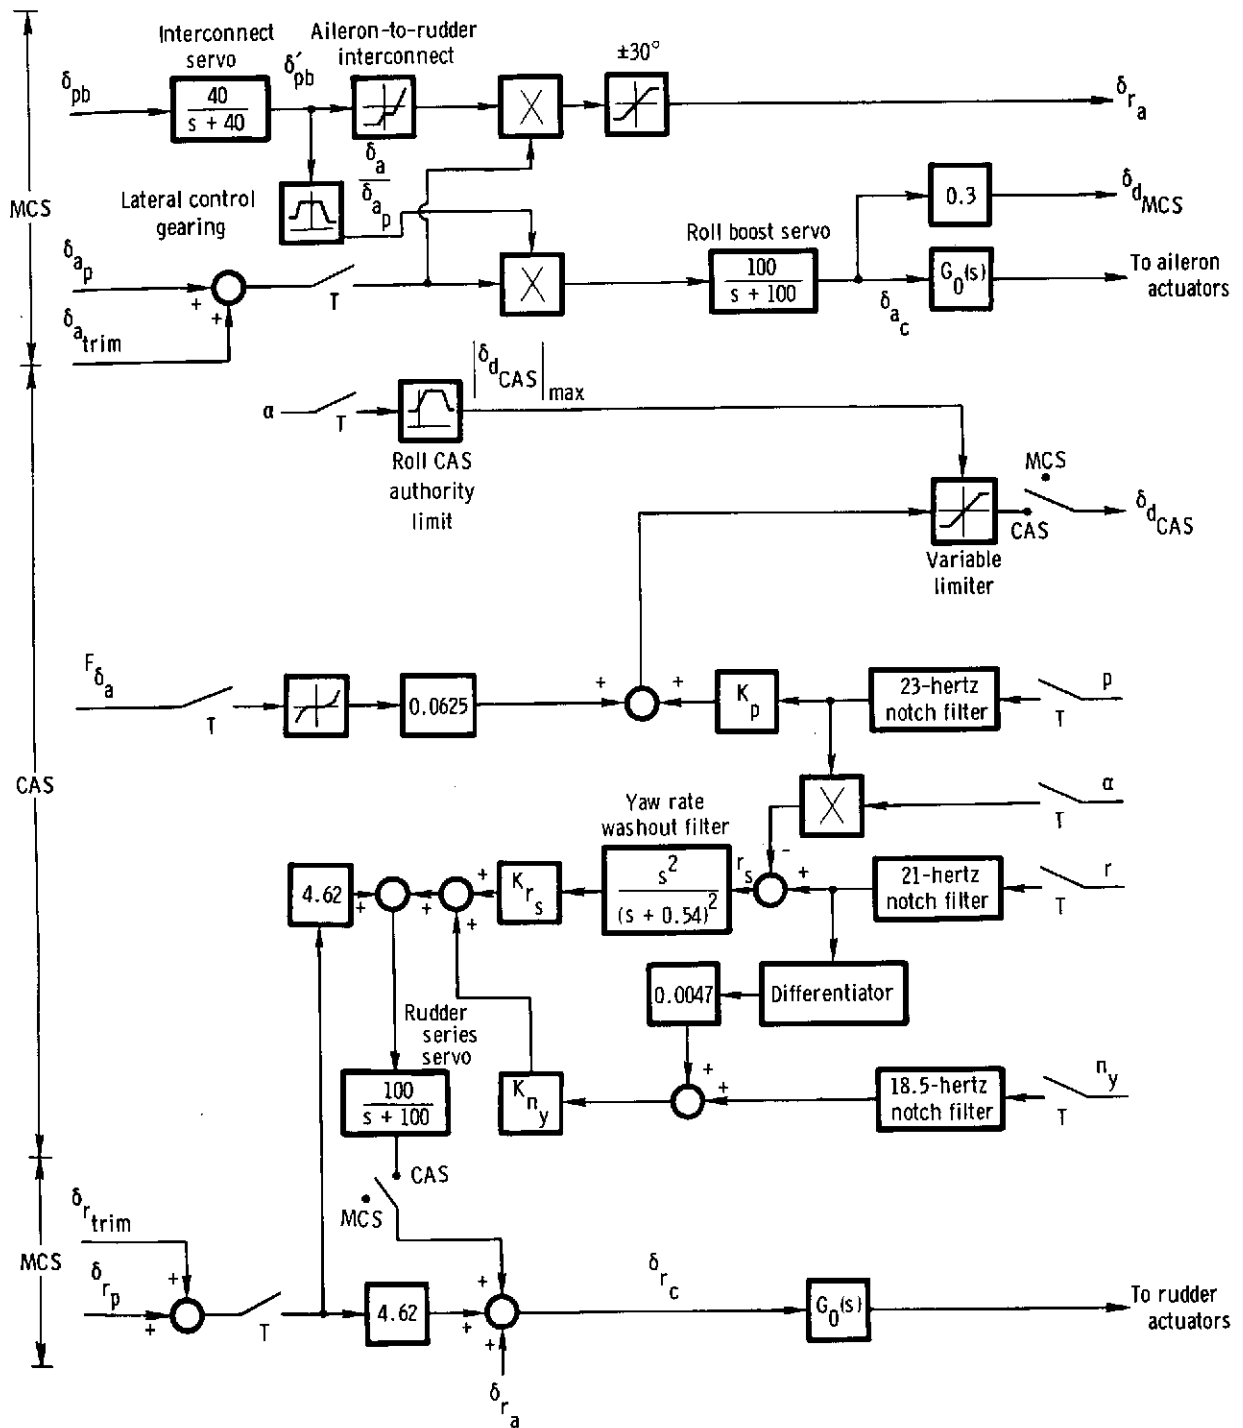 Interconnect servo
Aileron-to-rudder interconnect
±30°
δpb
40
s + 40
δ′pb
X
δra
δa
δap
Lateral control gearing
MCS
0.3
δdMCS
Roll boost servo
δap
+
+
T
X
100
s + 100
δac
G0(s)
To aileron actuators
δatrim
|δdCAS|max
α
T
Roll CAS authority limit
MCS
CAS
δdCAS
Variable limiter
Fδa
T
0.0625
+
+
Kp
23-hertz notch filter
p
T
CAS
X
α
T
Yaw rate washout filter
-
4.62
+
+
+
+
Krs
s2
(s + 0.54)2
rs
+
21-hertz notch filter
r
T
0.0047
Differentiator
Rudder series servo
+
+
Kny
18.5-hertz notch filter
ny
T
100
s + 100
CAS
MCS
δrtrim
MCS
δrp
+
+
T
4.62
+
+
+
δrc
G0(s)
To rudder actuators
δra